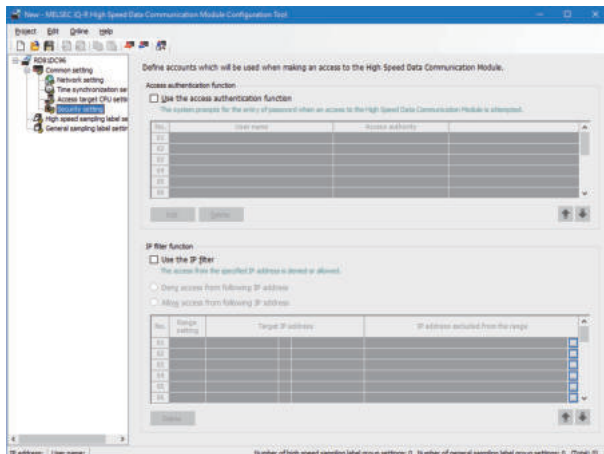 New - MELSEC iQ-R High Speed Data Communication Module Configuration Tool
Project Edit Online Help
RD81DC96
Common setting
Network setting
Time synchronization se
Access target CPU setti
Security setting
High speed sampling label se
General sampling label settin
Define accounts which will be used when making an access to the High Speed Data Communication Module.
Access authentication function
Use the access authentication function
The system prompts for the entry of password when an access to the High Speed Data Communication Module is attempted.
No. User name Access authority
01
02
03
04
05
06
Edit Delete
IP filter function
Use the IP filter
The access from the specified IP address is denied or allowed.
Deny access from following IP address
Allow access from following IP address
No. Range setting Target IP address IP address excluded from the range
01
02
03
04
05
06
Delete
IP address: User name: Number of high speed sampling label group settings: 0 Number of general sampling label group settings: 0 (Total: 0)